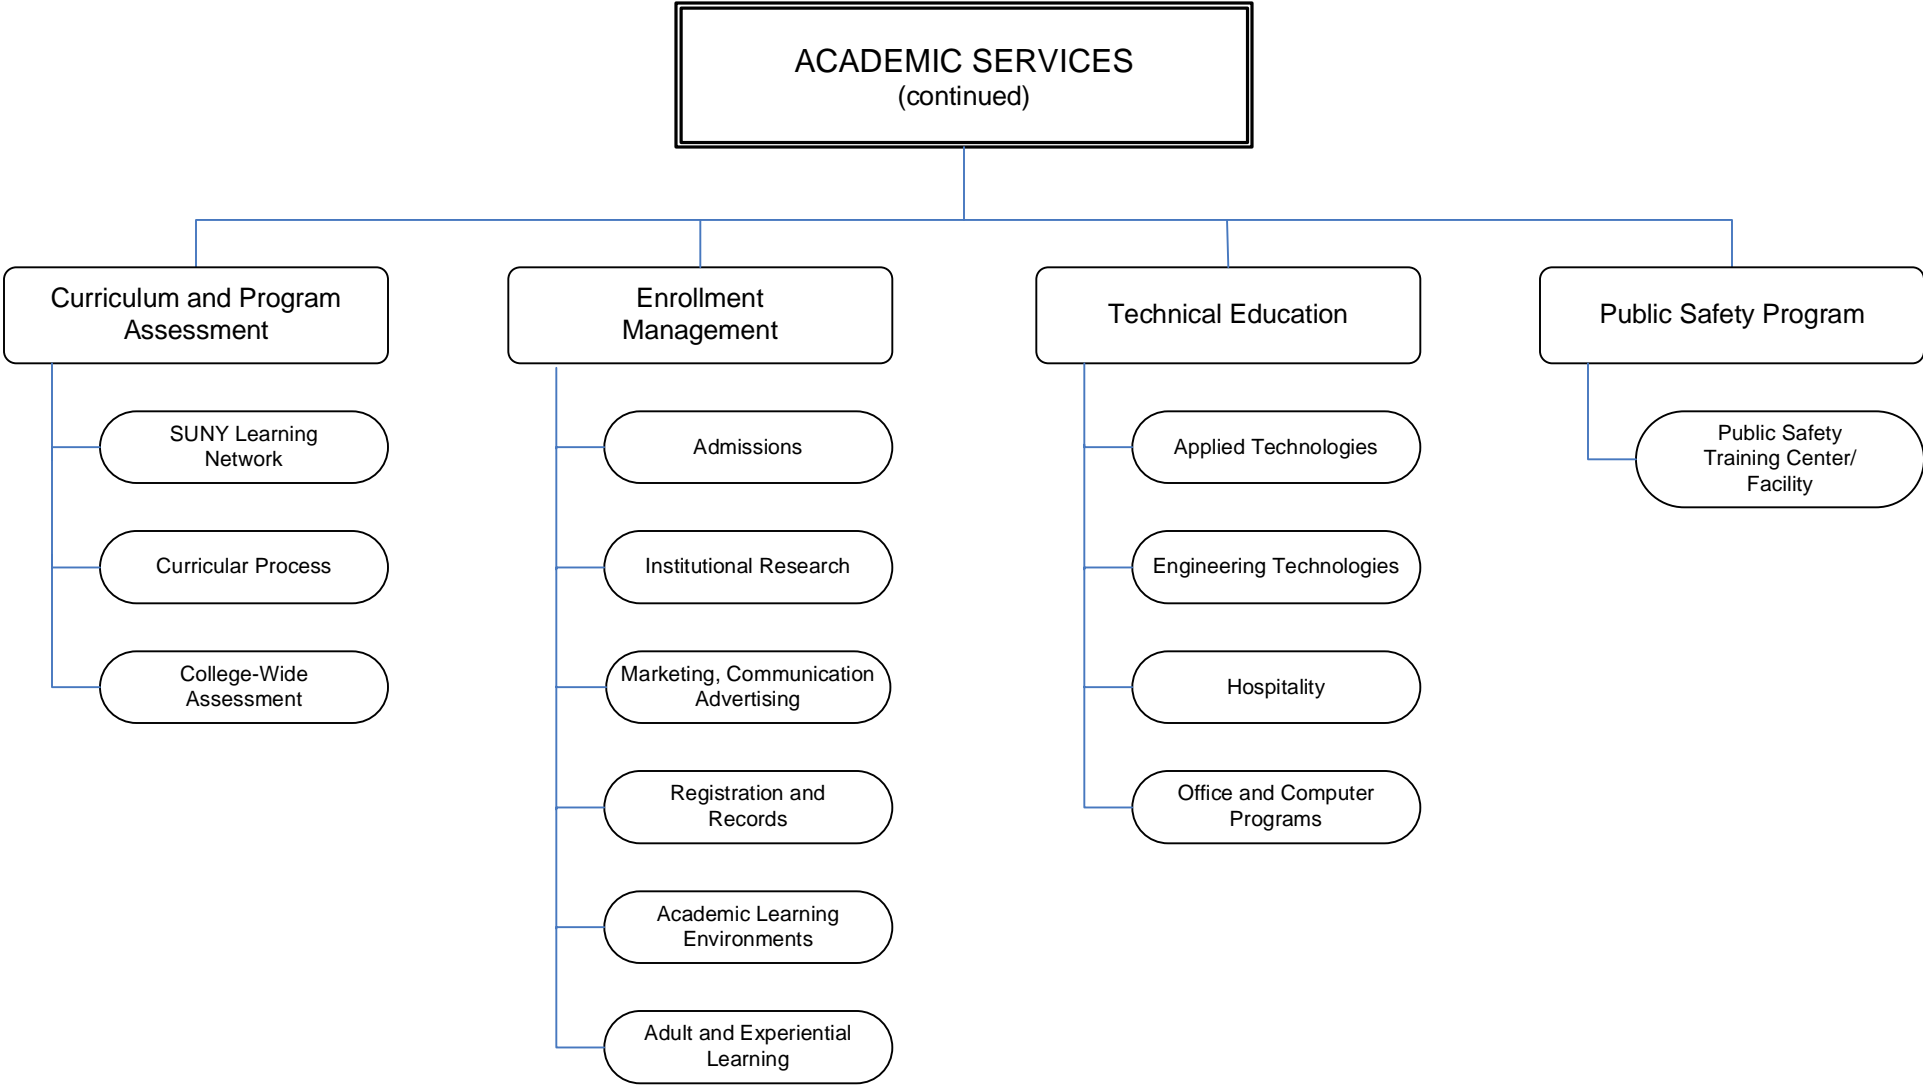 ACADEMIC SERVICES
(continued)
Curriculum and Program
Assessment
SUNY Learning
Network
Curricular Process
College-Wide
Assessment
Enrollment
Management
Admissions
Institutional Research
Marketing, Communication
Advertising
Registration and
Records
Academic Learning
Environments
Adult and Experiential
Learning
Technical Education
Applied Technologies
Engineering Technologies
Hospitality
Office and Computer
Programs
Public Safety Program
Public Safety
Training Center/
Facility